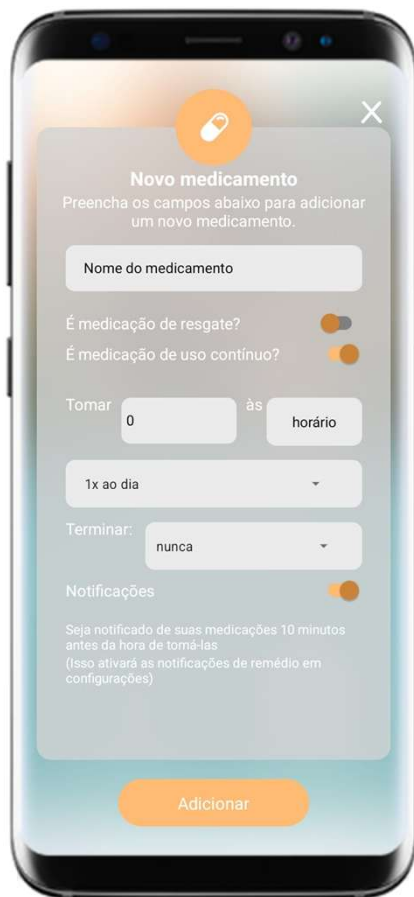 Novo medicamento
Preencha os campos abaixo para adicionar
um novo medicamento.
Nome do medicamento
É medicação de resgate?
É medicação de uso contínuo?
Tomar 0 às horário
1x ao dia
Terminar: nunca
Notificações
Seja notificado de suas medicações 10 minutos
antes da hora de tomá-las
(Isso ativará as notificações de remédio em
configurações)
Adicionar